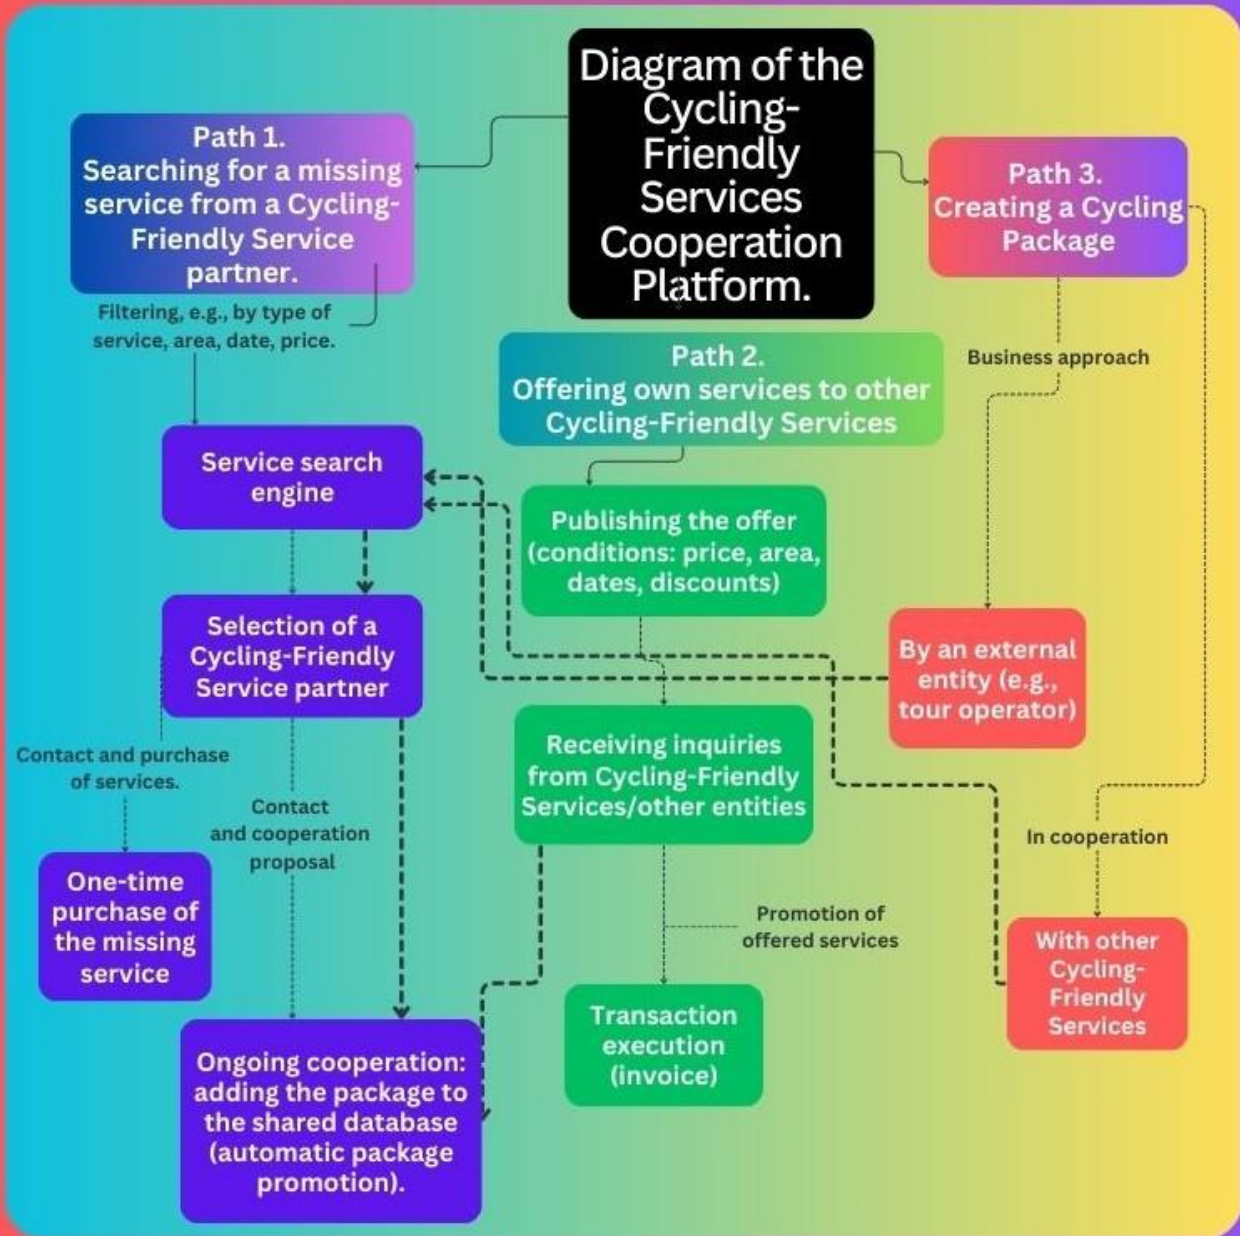 Diagram of the
Cycling-
Friendly
Services
Cooperation
Platform.
Path 1.
Searching for a missing
service from a Cycling-
Friendly Service
partner.
Filtering, e.g., by type of
service, area, date, price.
Service search
engine
Selection of a
Cycling-Friendly
Service partner
Contact and purchase
of services.
Contact
and cooperation
proposal
One-time
purchase of
the missing
service
Ongoing cooperation:
adding the package to
the shared database
(automatic package
promotion).
Path 2.
Offering own services to other
Cycling-Friendly Services
Publishing the offer
(conditions: price, area,
dates, discounts)
Receiving inquiries
from Cycling-Friendly
Services/other entities
Promotion of
offered services
Transaction
execution
(invoice)
Path 3.
Creating a Cycling
Package
Business approach
By an external
entity (e.g.,
tour operator)
In cooperation
With other
Cycling-
Friendly
Services